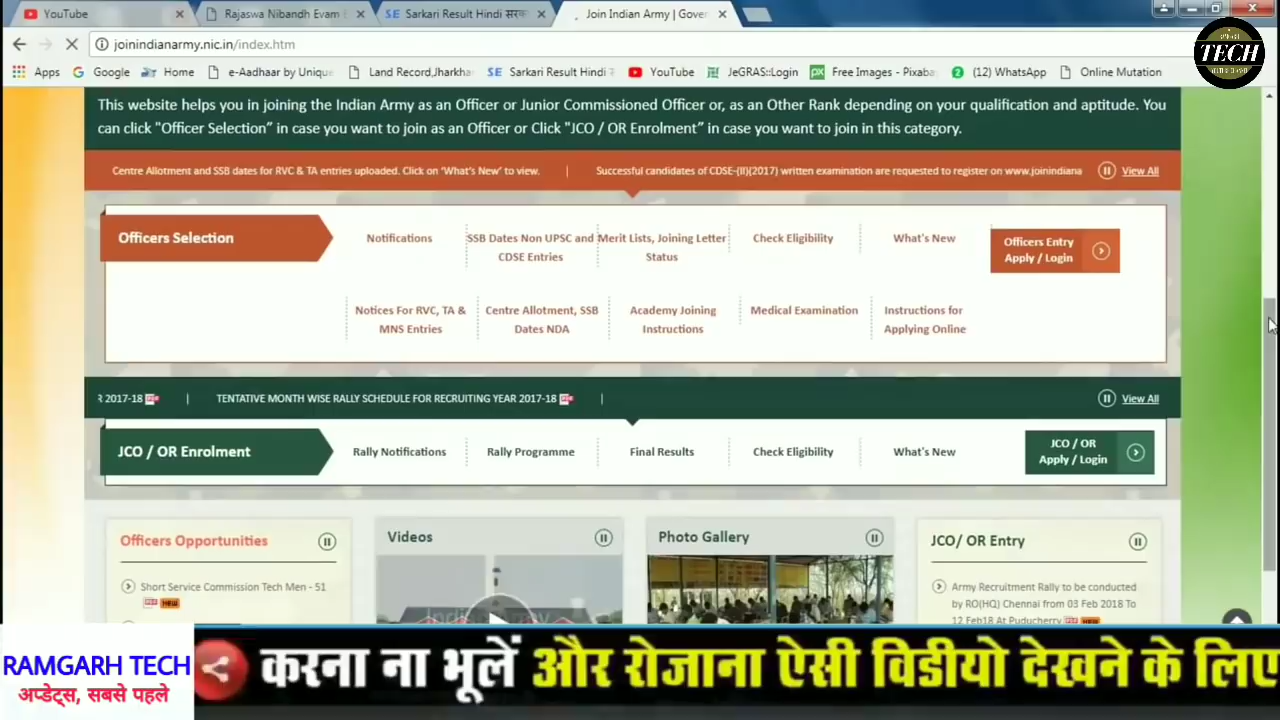 YouTube
Rajaswa Nibandh Evam
Sarkari Result Hindi
Join Indian Army | Gover
joinindianarmy.nic.in/index.htm
Apps
Google
Home
e-Aadhaar by Unique
Land Record,Jharkha
Sarkari Result Hindi
YouTube
JeGRAS::Login
Free Images - Pixaba
(12) WhatsApp
Online Mutation
TECH
This website helps you in joining the Indian Army as an Officer or Junior Commissioned Officer or, as an Other Rank depending on your qualification and aptitude. You
can click "Officer Selection" in case you want to join as an Officer or Click "JCO / OR Enrolment" in case you want to join in this category.
Centre Allotment and SSB dates for RVC & TA entries uploaded. Click on 'What's New' to view. | Successful candidates of CDSE-(II)(2017) written examination are requested to register on www.joinindiana
View All
Officers Selection
Notifications
SSB Dates Non UPSC and
CDSE Entries
Merit Lists, Joining Letter
Status
Check Eligibility
What's New
Officers Entry
Apply / Login
Notices For RVC, TA &
MNS Entries
Centre Allotment, SSB
Dates NDA
Academy Joining
Instructions
Medical Examination
Instructions for
Applying Online
R 2017-18 | TENTATIVE MONTH WISE RALLY SCHEDULE FOR RECRUITING YEAR 2017-18 |
View All
JCO / OR Enrolment
Rally Notifications
Rally Programme
Final Results
Check Eligibility
What's New
JCO / OR
Apply / Login
Officers Opportunities
Short Service Commission Tech Men - 51
Videos
Photo Gallery
JCO/ OR Entry
Army Recruitment Rally to be conducted
by RO(HQ) Chennai from 03 Feb 2018 To
12 Feb18 At Puducherry
RAMGARH TECH
अप्डेट्स, सबसे पहले
करना ना भूलें और रोजाना ऐसी विडीयो देखने के लिए